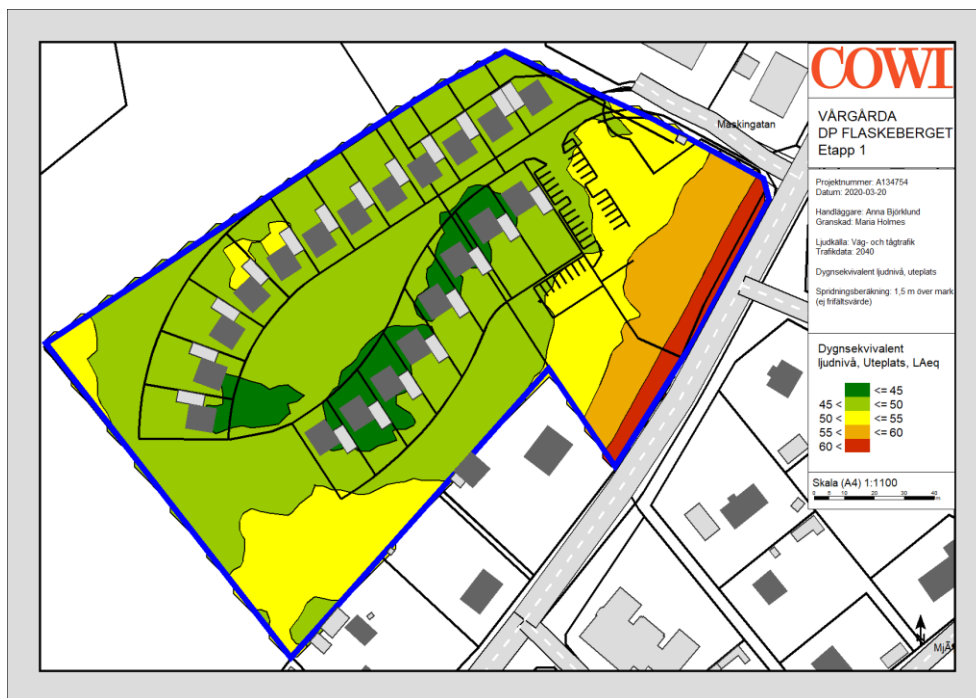 COWI
VÅRGÅRDA
DP FLASKEBERGET
Etapp 1
Projektnummer: A134754
Datum: 2020-03-20
Handläggare: Anna Björklund
Granskad: Maria Holmes
Ljudkälla: Väg- och tågtrafik
Trafikdata: 2040
Dygnsekvivalent ljudnivå, uteplats
Spridningsberäkning: 1,5 m över mark
(ej frifältsvärde)
Dygnsekvivalent
ljudnivå, Uteplats, LAeq
<= 45
45 < <= 50
50 < <= 55
55 < <= 60
60 <
Skala (A4) 1:1100
0 5 10 20 30 40
m
Maskingatan
N
MjÃ